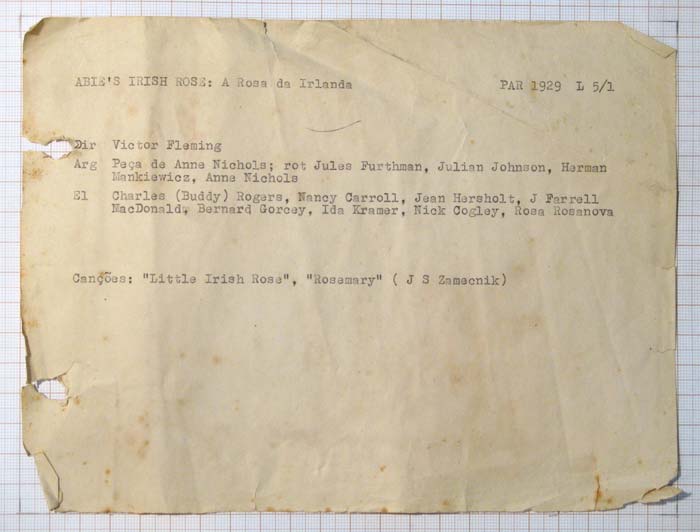 ABIE'S IRISH ROSE: A Rosa da Irlanda PAR 1929 L 5/1
Dir Victor Fleming
Arg Peça de Anne Nichols; rot Jules Furthman, Julian Johnson, Herman
Mankiewicz, Anne Nichols
El Charles (Buddy) Rogers, Nancy Carroll, Jean Hersholt, J Farrell
MacDonald, Bernard Gorcey, Ida Kramer, Nick Cogley, Rosa Rosanova
Canções: "Little Irish Rose", "Rosemary" ( J S Zamecnik)